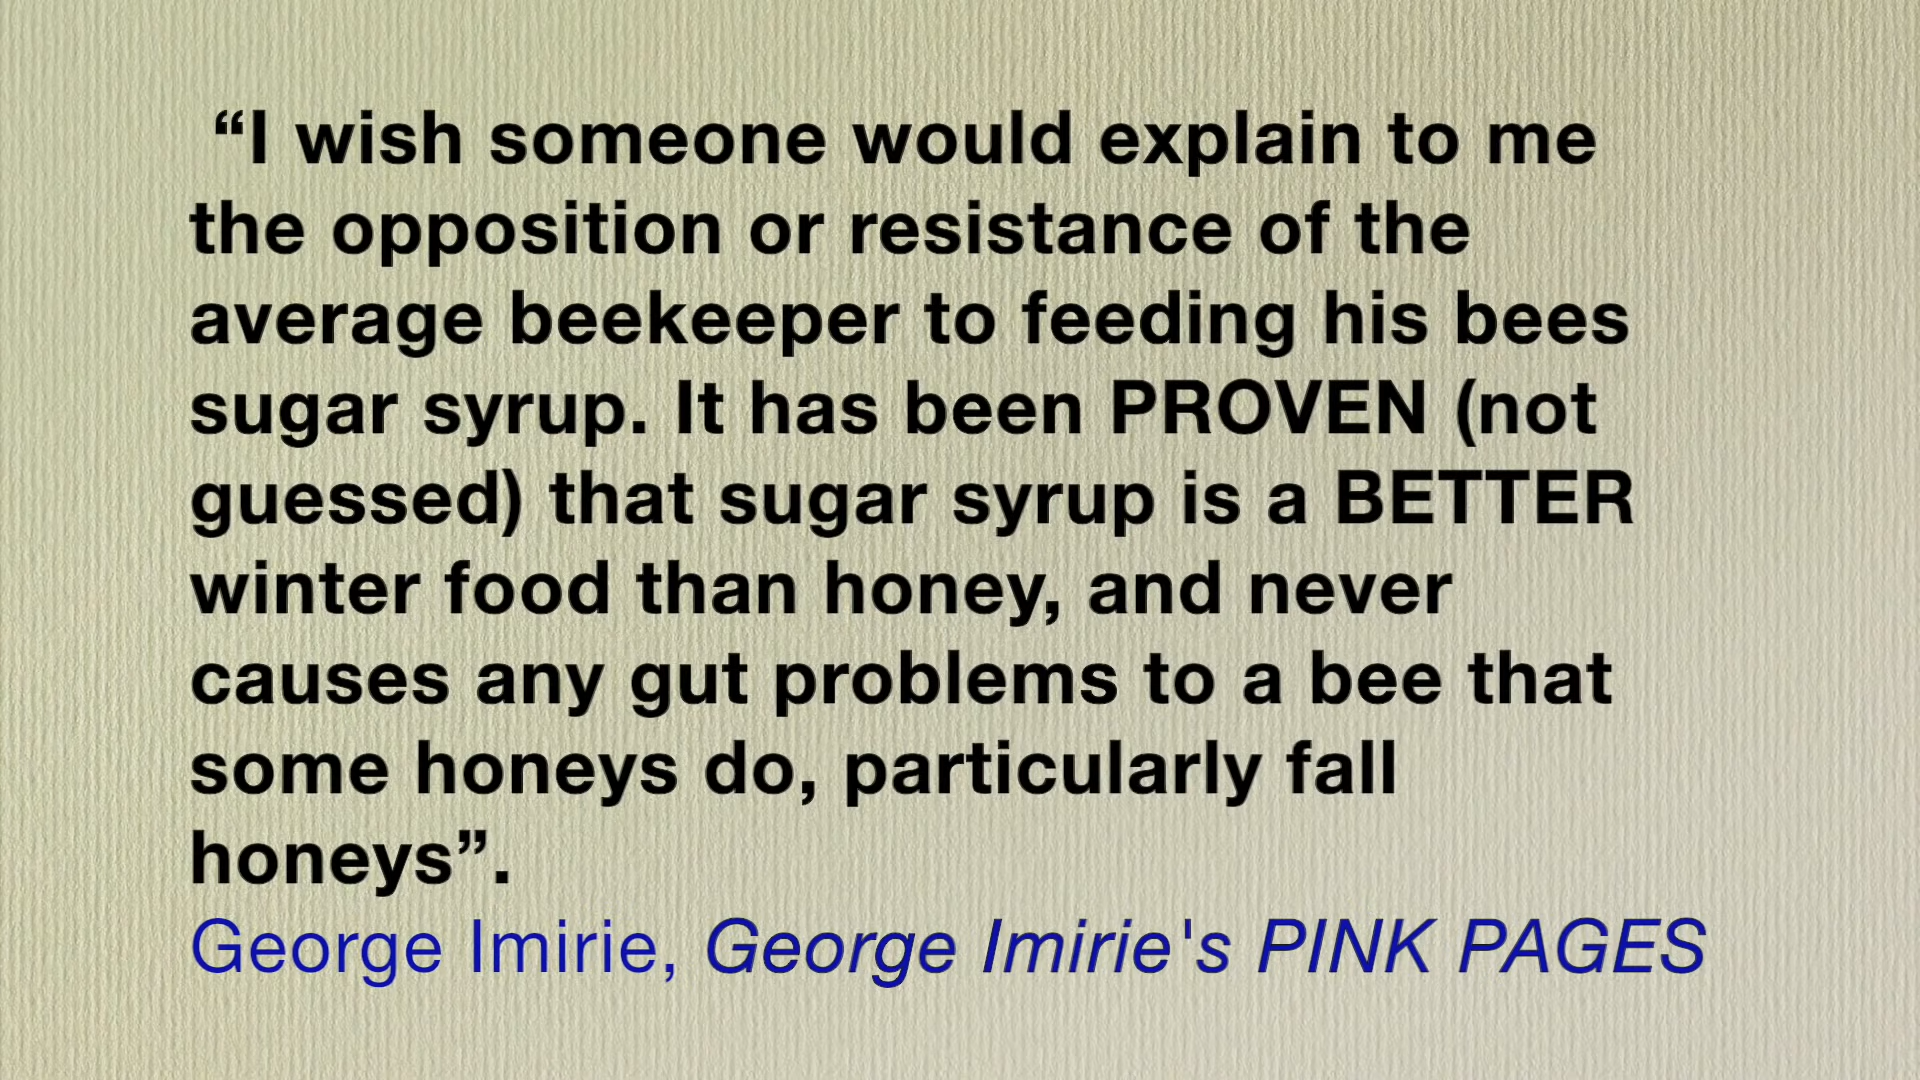 “I wish someone would explain to me
the opposition or resistance of the
average beekeeper to feeding his bees
sugar syrup. It has been PROVEN (not
guessed) that sugar syrup is a BETTER
winter food than honey, and never
causes any gut problems to a bee that
some honeys do, particularly fall
honeys”.
George Imirie, George Imirie's PINK PAGES